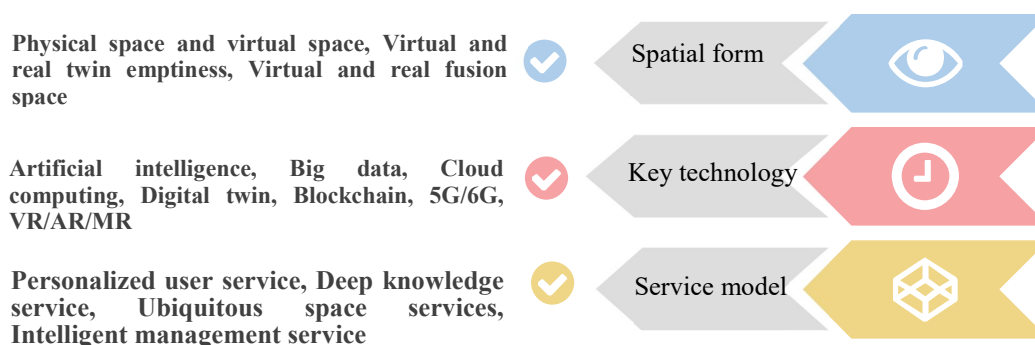 Physical space and virtual space, Virtual and
real twin emptiness, Virtual and real fusion
space
Spatial form
Artificial intelligence, Big data, Cloud
computing, Digital twin, Blockchain, 5G/6G,
VR/AR/MR
Key technology
Personalized user service, Deep knowledge
service, Ubiquitous space services,
Intelligent management service
Service model